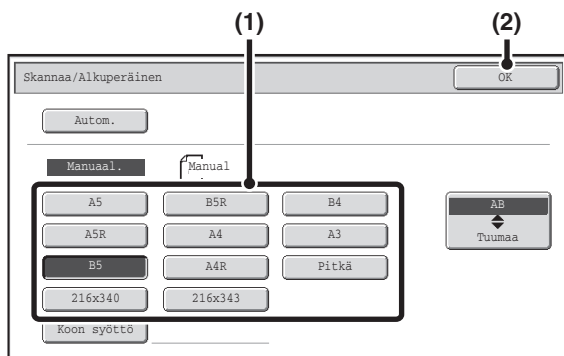 (1) (2)
Skannaa/Alkuperäinen OK
Autom.
Manuaal. Manual
A5 B5R B4 AB
A5R A4 A3 Tuumaa
B5 A4R Pitkä
216x340 216x343
Koon syöttö